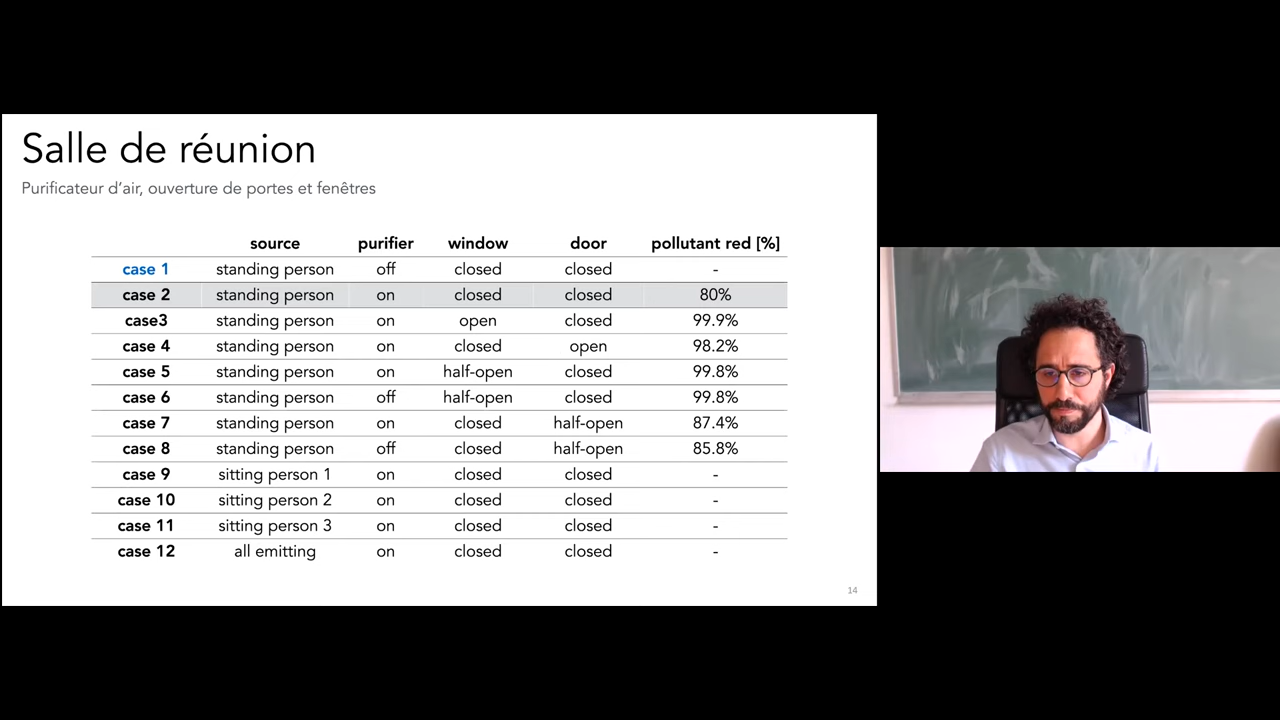 Salle de réunion
Purificateur d’air, ouverture de portes et fenêtres
source purifier window door pollutant red [%]
case 1 standing person off closed closed -
case 2 standing person on closed closed 80%
case3 standing person on open closed 99.9%
case 4 standing person on closed open 98.2%
case 5 standing person on half-open closed 99.8%
case 6 standing person off half-open closed 99.8%
case 7 standing person on closed half-open 87.4%
case 8 standing person off closed half-open 85.8%
case 9 sitting person 1 on closed closed -
case 10 sitting person 2 on closed closed -
case 11 sitting person 3 on closed closed -
case 12 all emitting on closed closed -
14